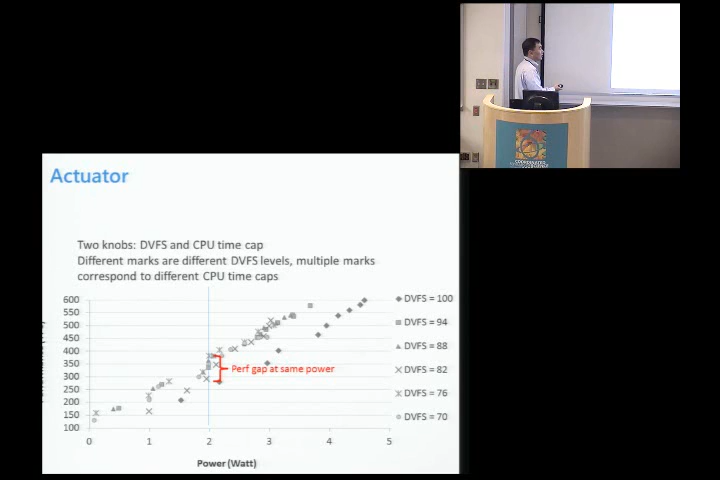 COORDINATED
Actuator
Two knobs: DVFS and CPU time cap
Different marks are different DVFS levels, multiple marks
correspond to different CPU time caps
600
550
500
450
400
350
300
250
200
150
100
0
1
2
3
4
5
Power (Watt)
Perf gap at same power
DVFS = 100
DVFS = 94
DVFS = 88
DVFS = 82
DVFS = 76
DVFS = 70